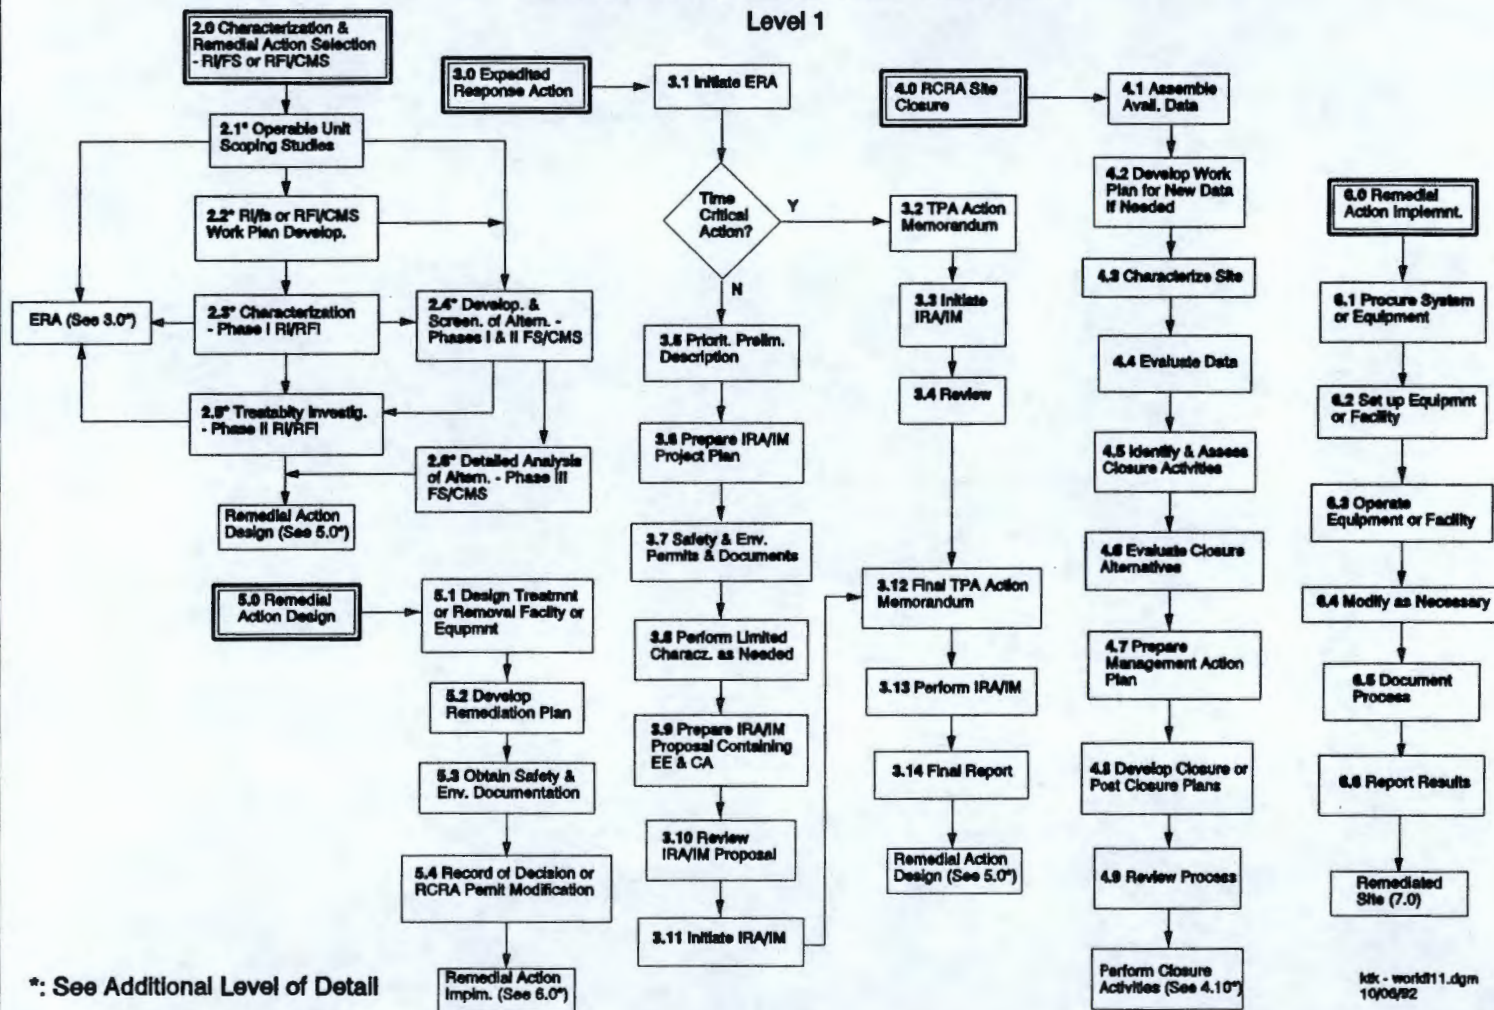 Level 1
2.0 Characterization &
Remedial Action Selection
- RI/FS or RFI/CMS
2.1* Operable Unit
Scoping Studies
2.2* RI/fs or RFI/CMS
Work Plan Develop.
2.3* Characterization
- Phase I RI/RFI
ERA (See 3.0*)
2.4* Develop. &
Screen. of Altern. -
Phases I & II FS/CMS
2.5* Treatabity Investig.
- Phase II RI/RFI
2.6* Detailed Analysis
of Altern. - Phase III
FS/CMS
Remedial Action
Design (See 5.0*)
5.0 Remedial
Action Design
5.1 Design Treatmnt
or Removal Facility or
Equpmnt
5.2 Develop
Remediation Plan
5.3 Obtain Safety &
Env. Documentation
5.4 Record of Decision or
RCRA Permit Modification
Remedial Action
Implm. (See 6.0*)
3.0 Expedited
Response Action
3.1 Initiate ERA
Time
Critical
Action?
Y
N
3.2 TPA Action
Memorandum
3.3 Initiate
IRA/IM
3.4 Review
3.5 Priorit. Prelim.
Description
3.6 Prepare IRA/IM
Project Plan
3.7 Safety & Env.
Permits & Documents
3.8 Perform Limited
Characz. as Needed
3.9 Prepare IRA/IM
Proposal Containing
EE & CA
3.10 Review
IRA/IM Proposal
3.11 Initiate IRA/IM
3.12 Final TPA Action
Memorandum
3.13 Perform IRA/IM
3.14 Final Report
Remedial Action
Design (See 5.0*)
4.0 RCRA Site
Closure
4.1 Assemble
Avail. Data
4.2 Develop Work
Plan for New Data
If Needed
4.3 Characterize Site
4.4 Evaluate Data
4.5 Identify & Assess
Closure Activities
4.6 Evaluate Closure
Alternatives
4.7 Prepare
Management Action
Plan
4.8 Develop Closure or
Post Closure Plans
4.9 Review Process
Perform Closure
Activities (See 4.10*)
6.0 Remedial
Action Implemnt.
6.1 Procure System
or Equipment
6.2 Set up Equipmnt
or Facility
6.3 Operate
Equipment or Facility
6.4 Modify as Necessary
6.5 Document
Process
6.6 Report Results
Remediated
Site (7.0)
*: See Additional Level of Detail
10/06/92